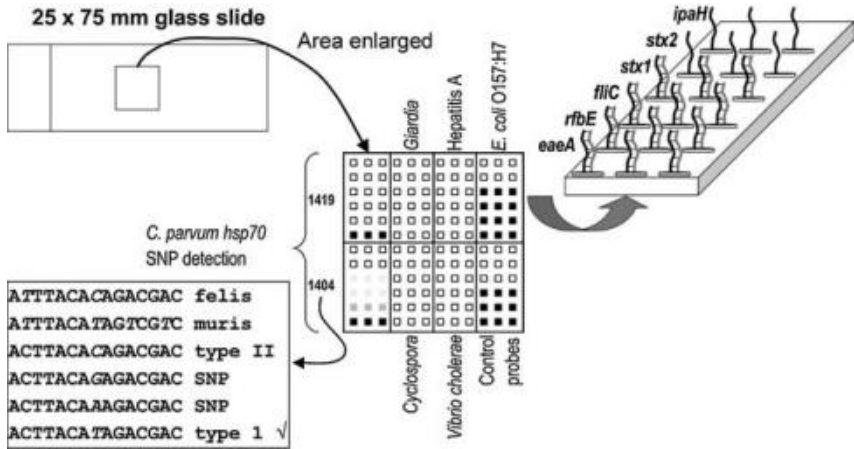 25 x 75 mm glass slide
Area enlarged
Giardia
Hepatitis A
E. coli O157:H7
ipaH
stx2
stx1
fliC
rfbE
eaeA
1419
C. parvum hsp70
SNP detection
1404
ATTTACACAGACGAC felis
ATTTACATAGTCGTC muris
ACTTACACAGACGAC type II
ACTTACAGAGACGAC SNP
ACTTACAAAGACGAC SNP
ACTTACATAGACGAC type 1 √
Cyclospora
Vibrio cholerae
Control
probes